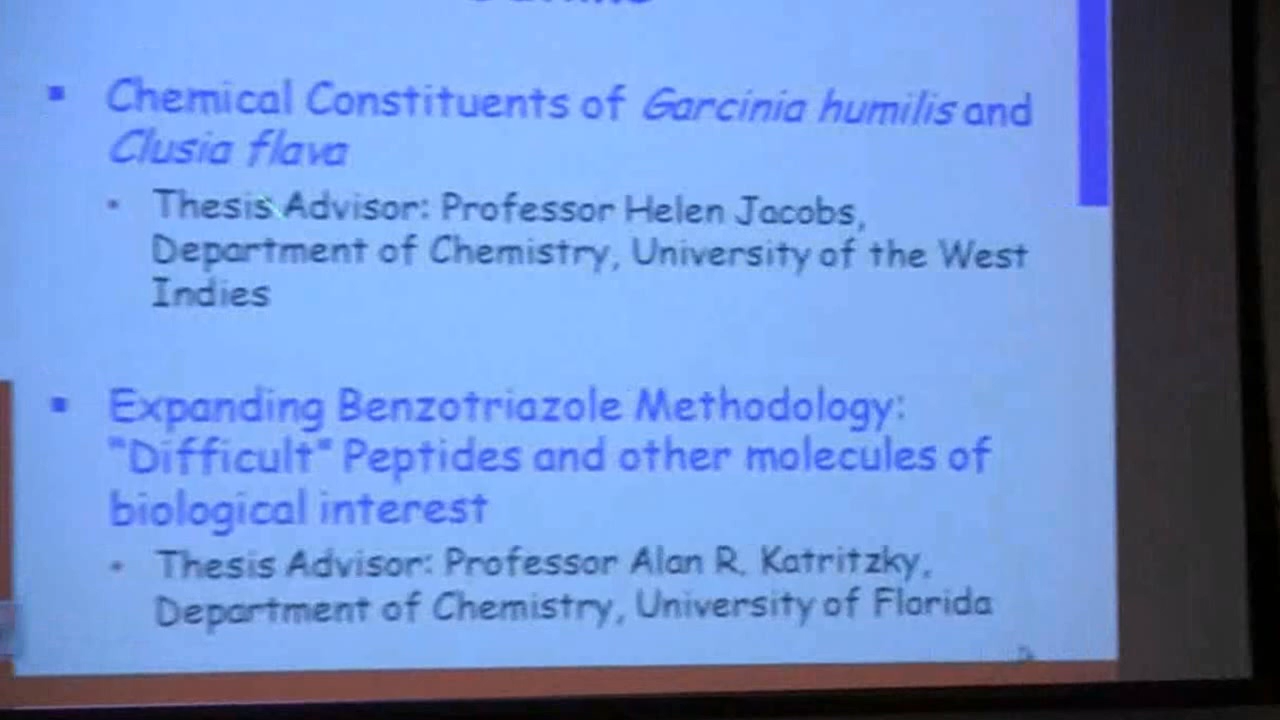 Chemical Constituents of Garcinia humilis and
Clusia flava
Thesis Advisor: Professor Helen Jacobs,
Department of Chemistry, University of the West
Indies
Expanding Benzotriazole Methodology:
"Difficult" Peptides and other molecules of
biological interest
Thesis Advisor: Professor Alan R. Katritzky,
Department of Chemistry, University of Florida